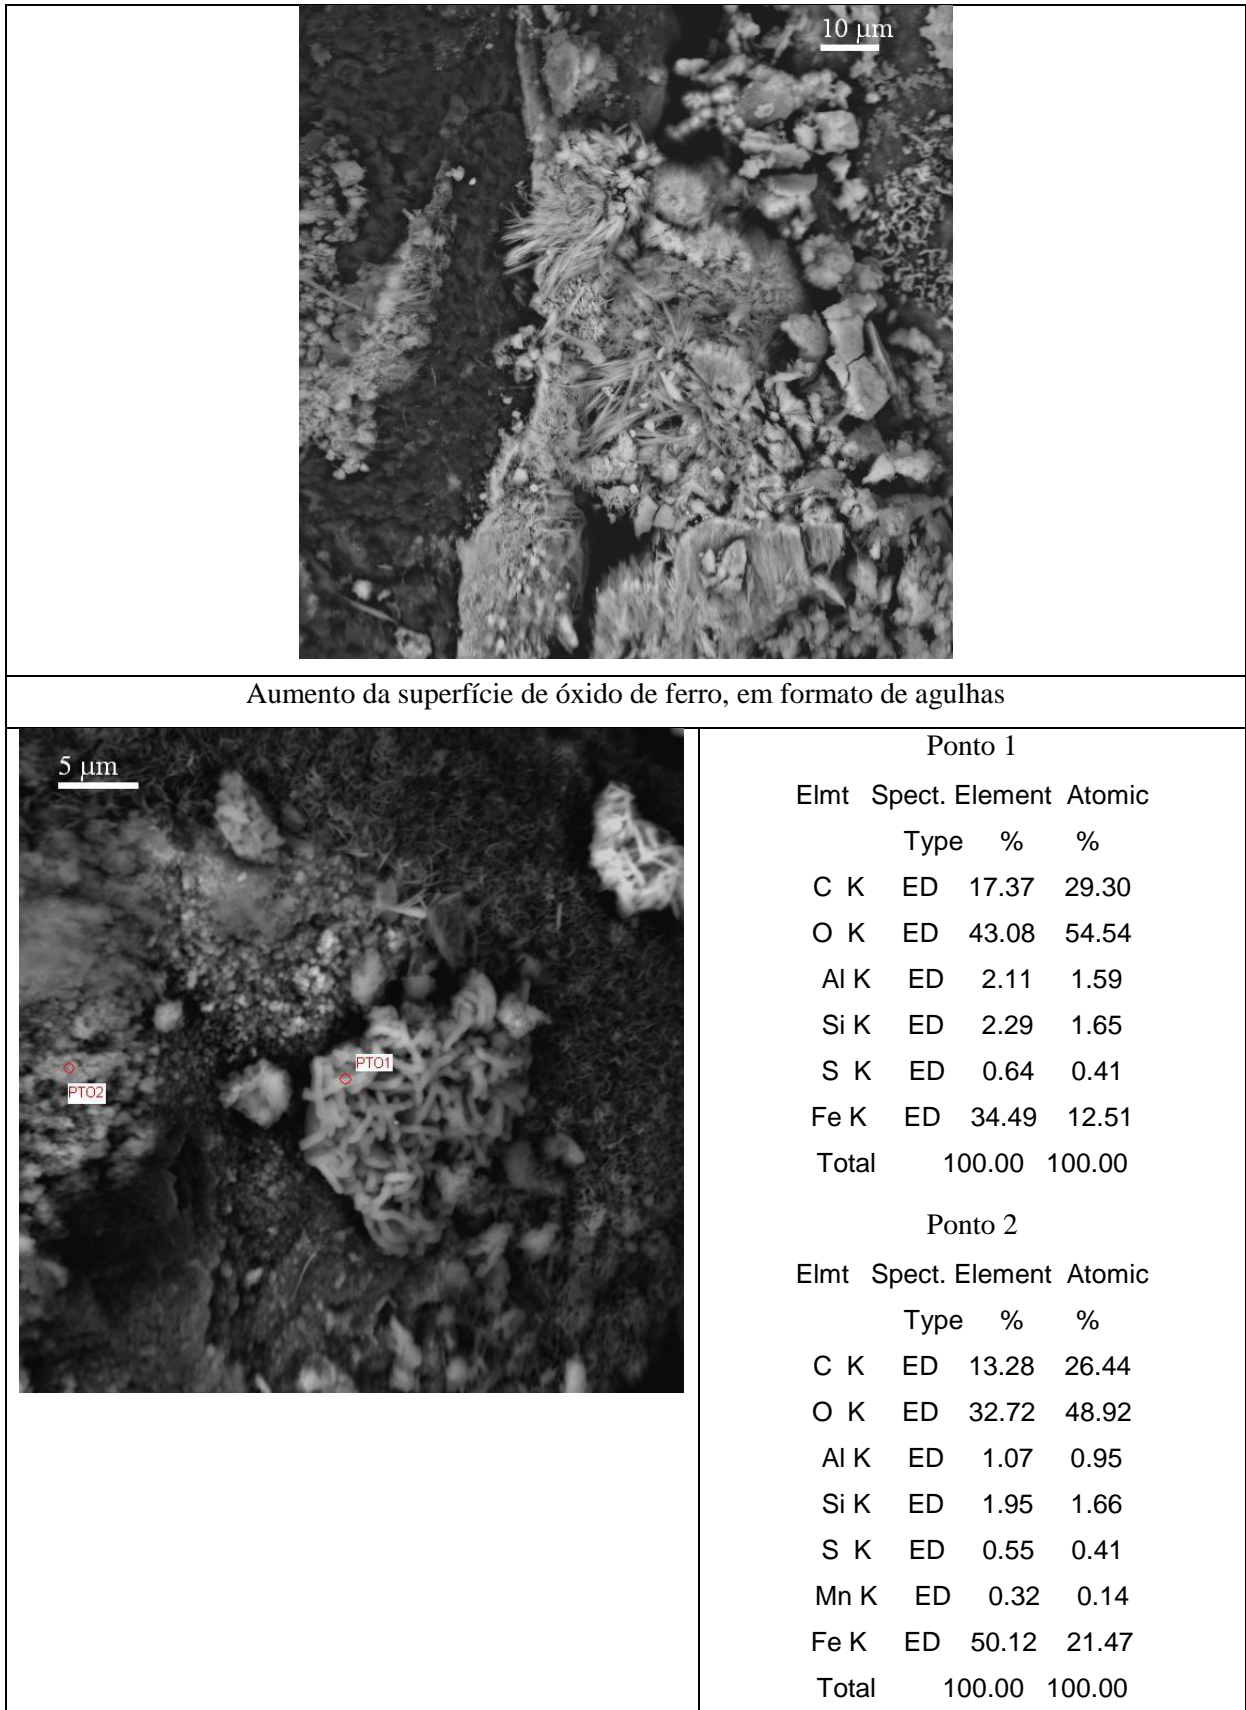 10 µm
Aumento da superfície de óxido de ferro, em formato de agulhas
5 µm
PTO1
PTO2
Ponto 1
Elmt Spect. Element Atomic
Type % %
C K ED 17.37 29.30
O K ED 43.08 54.54
Al K ED 2.11 1.59
Si K ED 2.29 1.65
S K ED 0.64 0.41
Fe K ED 34.49 12.51
Total 100.00 100.00
Ponto 2
Elmt Spect. Element Atomic
Type % %
C K ED 13.28 26.44
O K ED 32.72 48.92
Al K ED 1.07 0.95
Si K ED 1.95 1.66
S K ED 0.55 0.41
Mn K ED 0.32 0.14
Fe K ED 50.12 21.47
Total 100.00 100.00